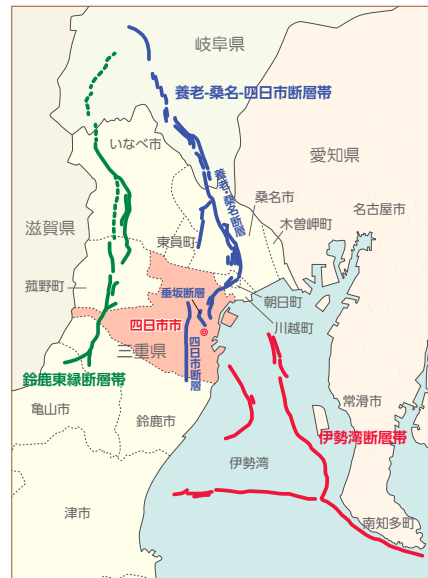 岐阜県
養老-桑名-四日市断層帯
いなべ市
愛知県
養老・桑名断層
桑名市
名古屋市
木曽岬町
滋賀県
東員町
菰野町
垂坂断層
朝日町
四日市市
川越町
三重県
四日市断層
鈴鹿東縁断層帯
亀山市
鈴鹿市
常滑市
伊勢湾断層帯
伊勢湾
津市
南知多町